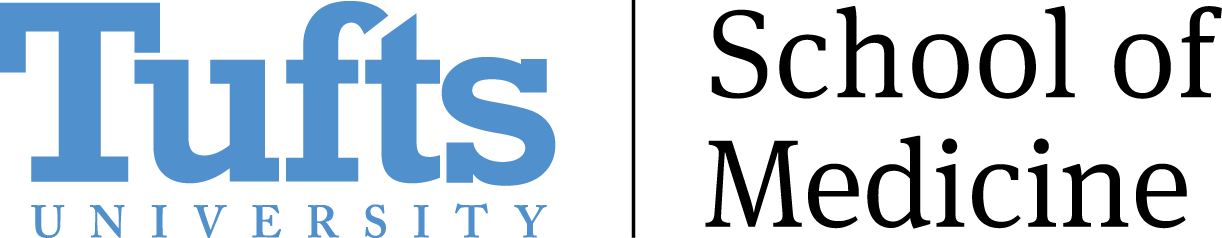 Tufts
UNIVERSITY
School of
Medicine